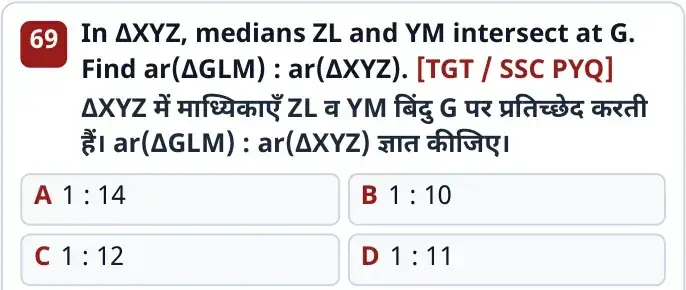 69 In ΔXYZ, medians ZL and YM intersect at G.
Find ar(ΔGLM) : ar(ΔXYZ). [TGT / SSC PYQ]
ΔXYZ में माध्यिकाएँ ZL व YM बिंदु G पर प्रतिच्छेद करती
हैं। ar(ΔGLM) : ar(ΔXYZ) ज्ञात कीजिए।
A 1 : 14
B 1 : 10
C 1 : 12
D 1 : 11